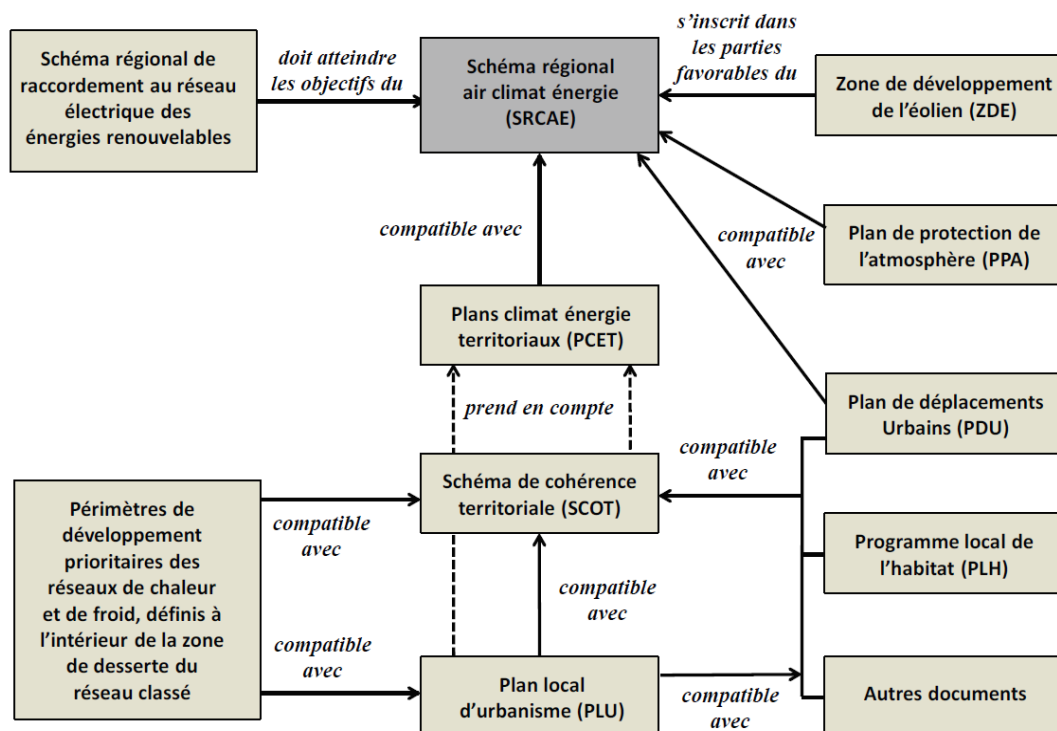 Schéma régional de
raccordement au réseau
électrique des
énergies renouvelables
doit atteindre
les objectifs du
Schéma régional
air climat énergie
(SRCAE)
s'inscrit dans
les parties
favorables du
Zone de développement
de l'éolien (ZDE)
compatible avec
compatible
avec
Plan de protection de
l'atmosphère (PPA)
Plans climat énergie
territoriaux (PCET)
prend en compte
Plan de déplacements
Urbains (PDU)
compatible
avec
Schéma de cohérence
territoriale (SCOT)
Périmètres de
développement
prioritaires des
réseaux de chaleur
et de froid, définis à
l'intérieur de la zone
de desserte du
réseau classé
compatible
avec
compatible
avec
Programme local de
l'habitat (PLH)
compatible
avec
Plan local
d'urbanisme (PLU)
compatible
avec
Autres documents